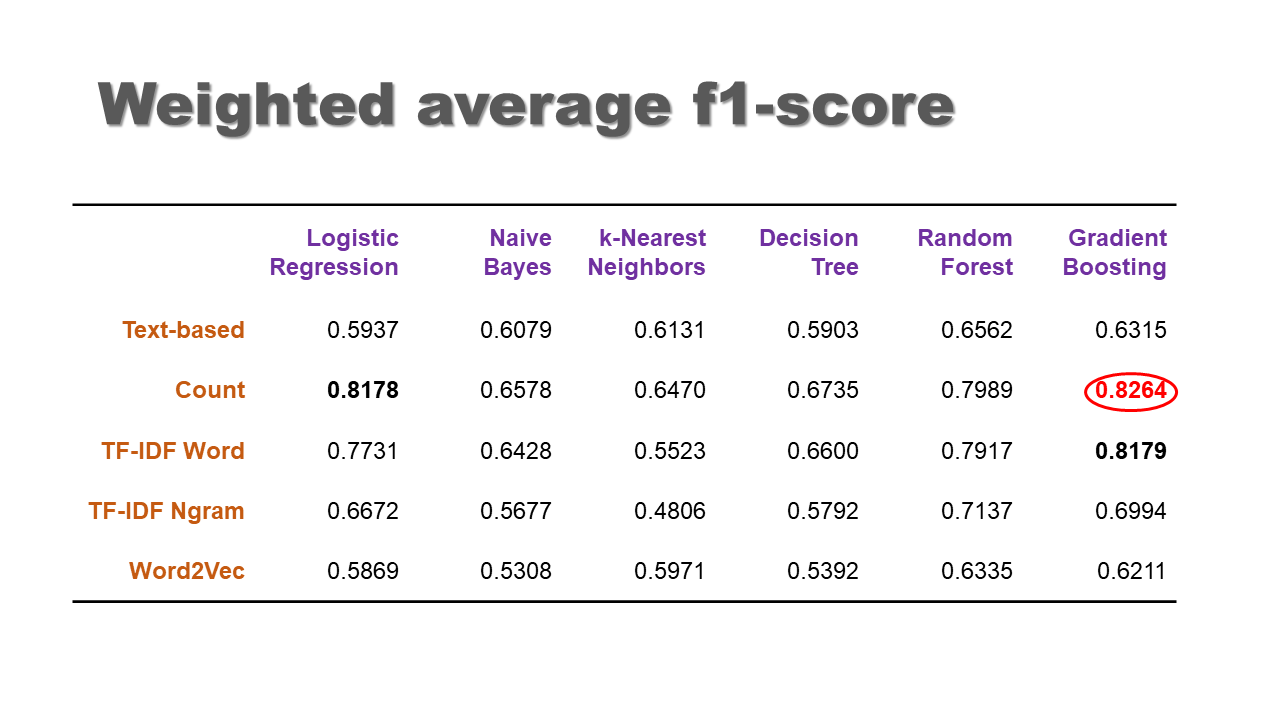 Weighted average f1-score
Logistic Regression Naive Bayes k-Nearest Neighbors Decision Tree Random Forest Gradient Boosting
Text-based 0.5937 0.6079 0.6131 0.5903 0.6562 0.6315
Count 0.8178 0.6578 0.6470 0.6735 0.7989 0.8264
TF-IDF Word 0.7731 0.6428 0.5523 0.6600 0.7917 0.8179
TF-IDF Ngram 0.6672 0.5677 0.4806 0.5792 0.7137 0.6994
Word2Vec 0.5869 0.5308 0.5971 0.5392 0.6335 0.6211